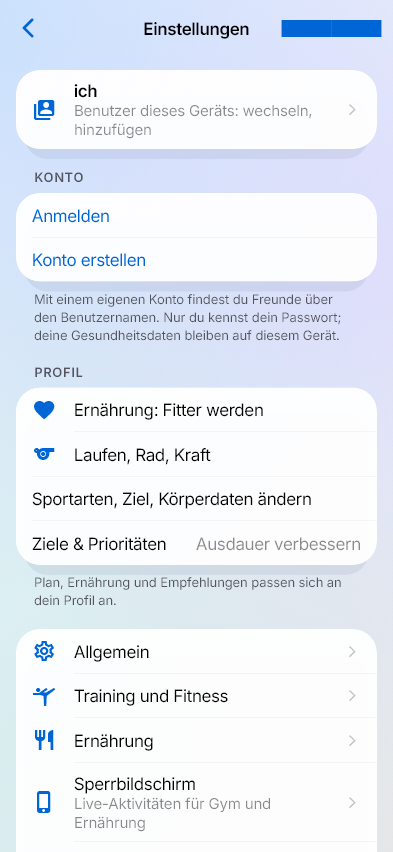 Einstellungen
ich
Benutzer dieses Geräts: wechseln,
hinzufügen
KONTO
Anmelden
Konto erstellen
Mit einem eigenen Konto findest du Freunde über
den Benutzernamen. Nur du kennst dein Passwort;
deine Gesundheitsdaten bleiben auf diesem Gerät.
PROFIL
Ernährung: Fitter werden
Laufen, Rad, Kraft
Sportarten, Ziel, Körperdaten ändern
Ziele & Prioritäten Ausdauer verbessern
Plan, Ernährung und Empfehlungen passen sich an
dein Profil an.
Allgemein
Training und Fitness
Ernährung
Sperrbildschirm
Live-Aktivitäten für Gym und
Ernährung